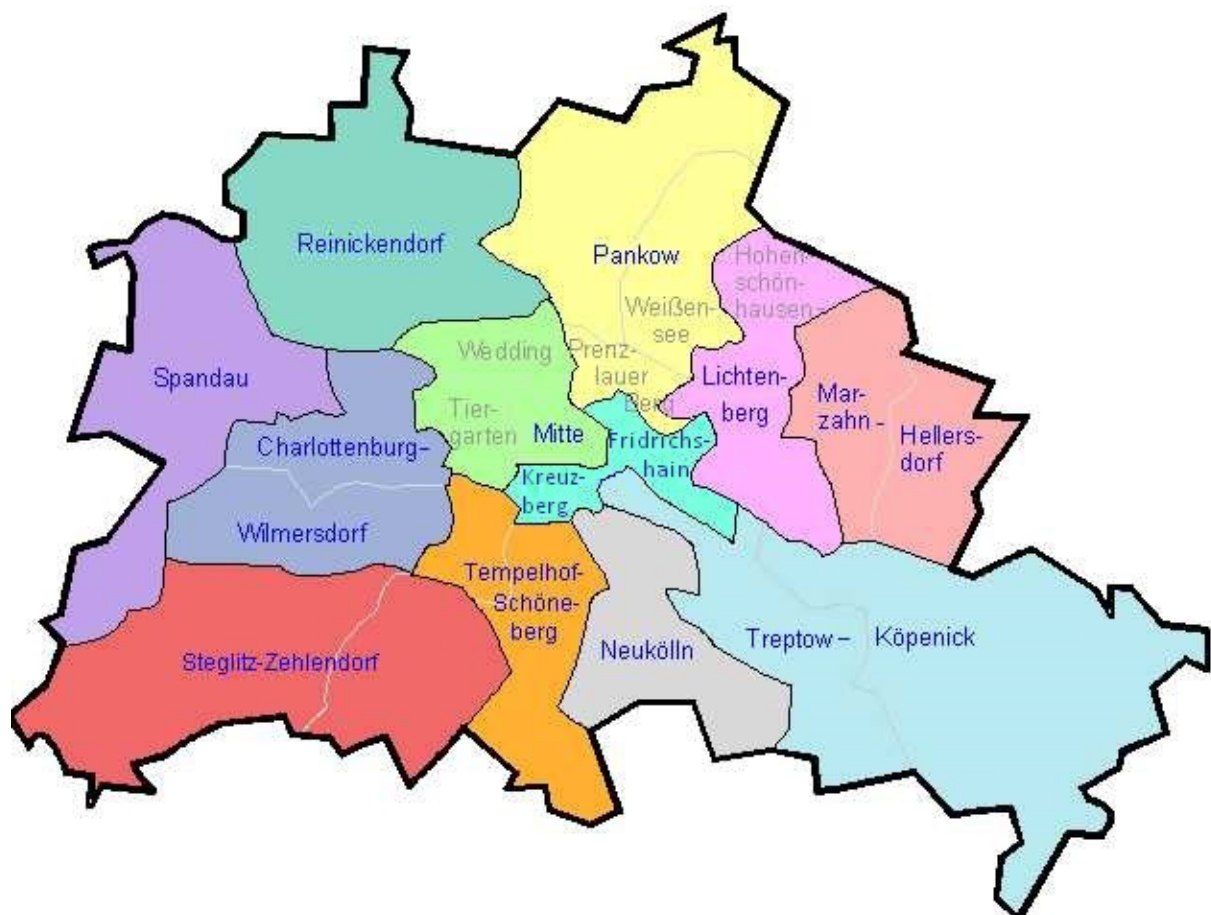 Reinickendorf
Pankow
Hohen-
schön-
hausen-
Weißen-
see
Wedding
Prenz-
lauer
Berg
Spandau
Lichten-
berg
Mar-
zahn-
Hellers-
dorf
Tier-
garten
Mitte
Charlottenburg-
Wilmersdorf
Fridrichs-
hain
Kreuz-
berg
Tempelhof-
Schöne-
berg
Neukölln
Treptow-
Köpenick
Steglitz-Zehlendorf